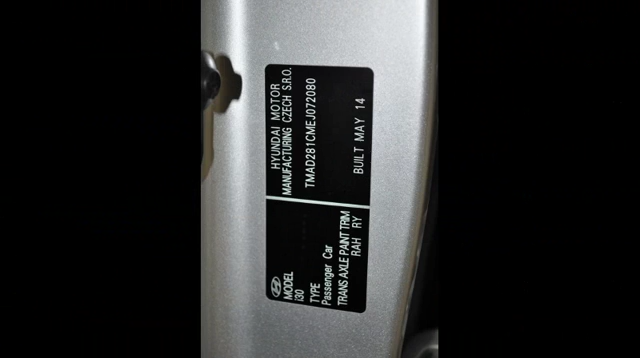 HYUNDAI MOTOR
MANUFACTURING CZECH S.R.O.
TMAD281CMEJ072080
BUILT MAY 14
MODEL
i30
TYPE
Passenger Car
TRANS AXLE PAINT TRIM
RAH RY